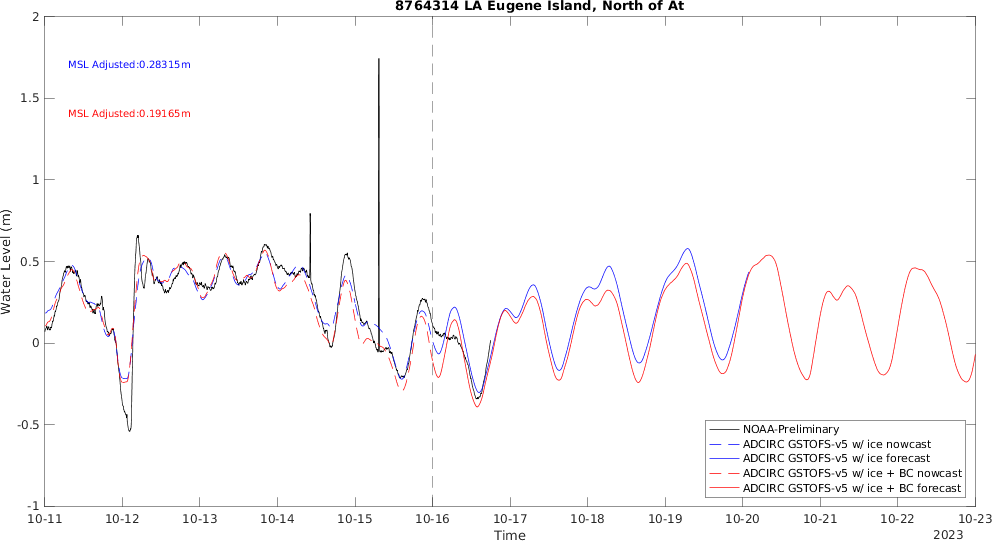 8764314 LA Eugene Island, North of At
MSL Adjusted:0.28315m
MSL Adjusted:0.19165m
Water Level (m)
2
1.5
1
0.5
0
-0.5
-1
NOAA-Preliminary
ADCIRC GSTOFS-v5 w/ ice nowcast
ADCIRC GSTOFS-v5 w/ ice forecast
ADCIRC GSTOFS-v5 w/ ice + BC nowcast
ADCIRC GSTOFS-v5 w/ ice + BC forecast
10-11 10-12 10-13 10-14 10-15 10-16 10-17 10-18 10-19 10-20 10-21 10-22 10-23
Time
2023